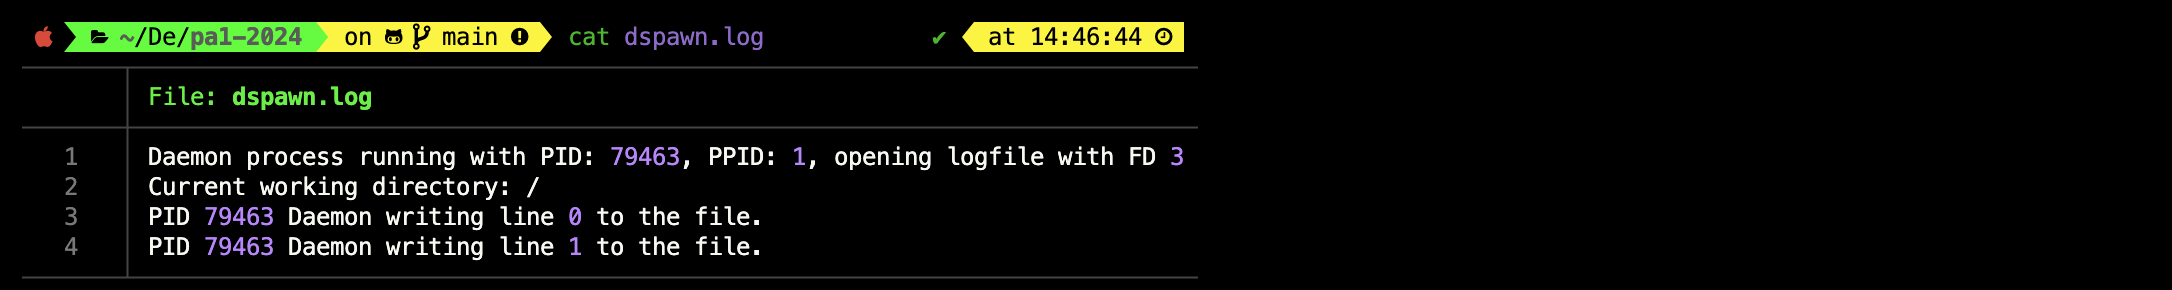 ~/De/pa1-2024 on main cat dspawn.log ✔ at 14:46:44
File: dspawn.log
1 Daemon process running with PID: 79463, PPID: 1, opening logfile with FD 3
2 Current working directory: /
3 PID 79463 Daemon writing line 0 to the file.
4 PID 79463 Daemon writing line 1 to the file.